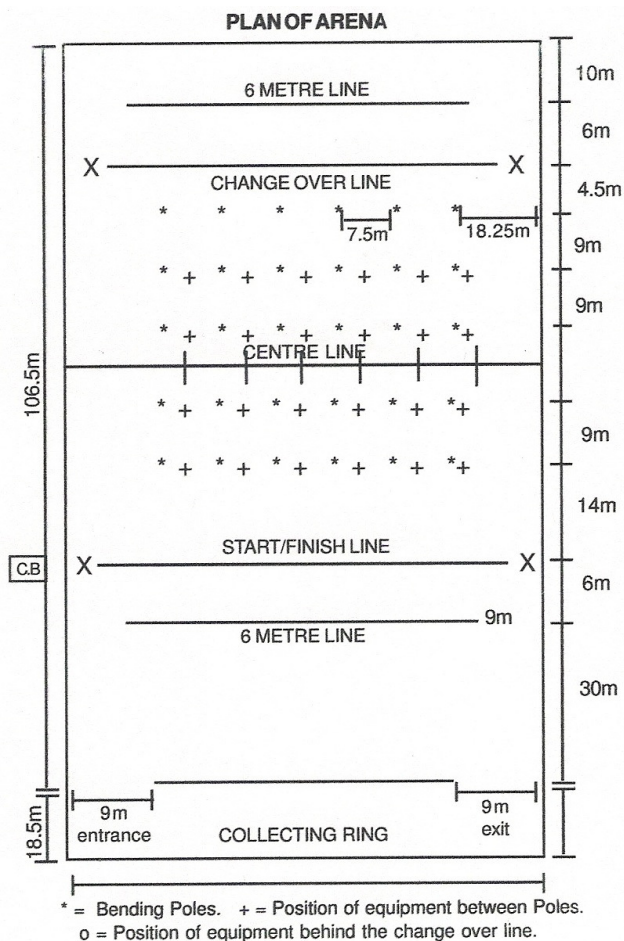 PLAN OF ARENA
10m
6 METRE LINE
6m
X X
CHANGE OVER LINE
4.5m
* * * * * *
7.5m
18.25m
9m
* + * + * + * + * + * +
9m
* + * + * + * + * + * +
CENTRE LINE
106.5m
* + * + * + * + * + * +
9m
* + * + * + * + * + * +
14m
START/FINISH LINE
C.B
X X
6m
9m
6 METRE LINE
30m
9m
entrance
9m
exit
18.5m
COLLECTING RING
* = Bending Poles. + = Position of equipment between Poles.
o = Position of equipment behind the change over line.